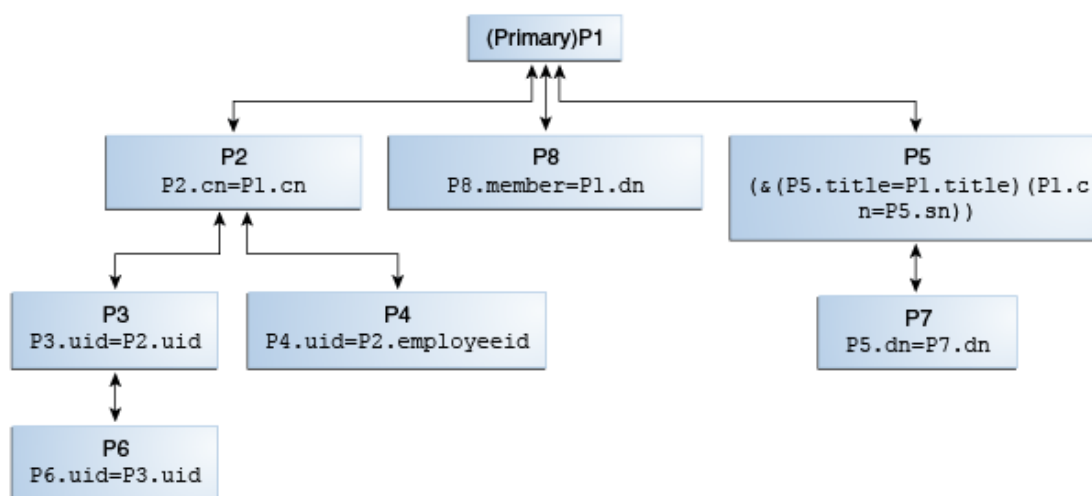 (Primary)P1
P2
P2.cn=P1.cn
P8
P8.member=P1.dn
P5
(&(P5.title=P1.title)(P1.c
n=P5.sn))
P3
P3.uid=P2.uid
P4
P4.uid=P2.employeeid
P7
P5.dn=P7.dn
P6
P6.uid=P3.uid